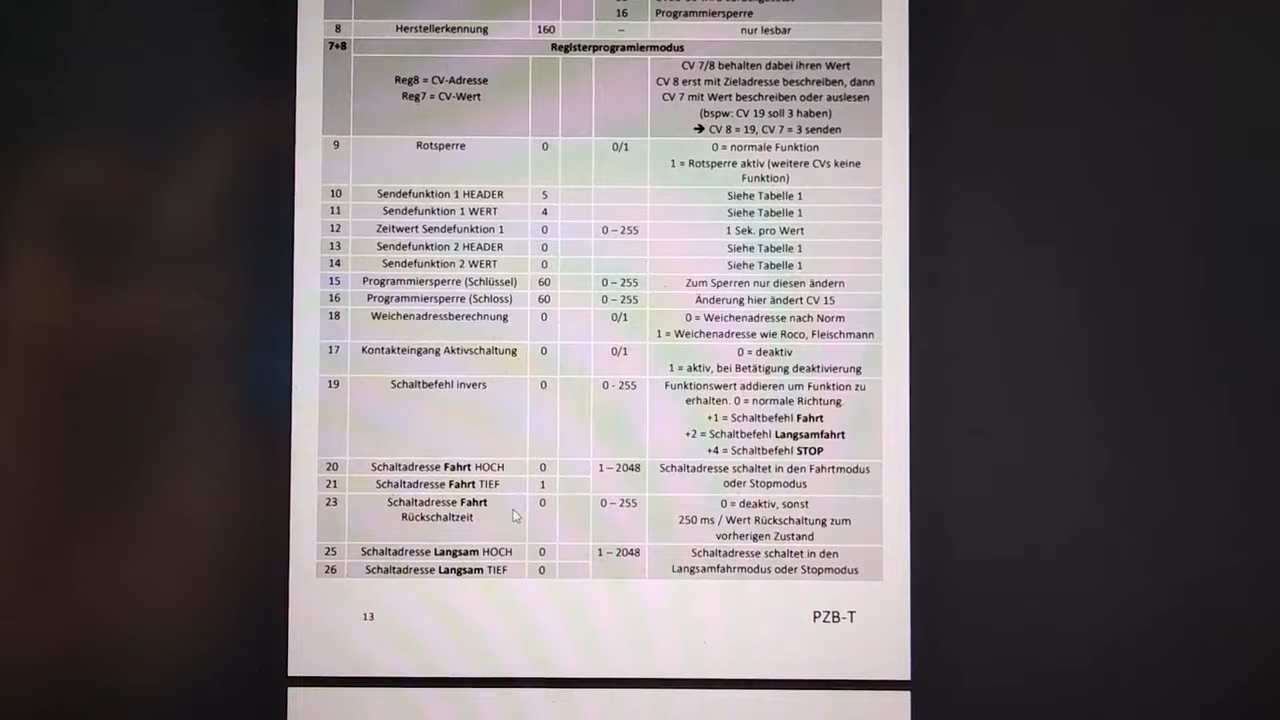 16 Programmiersperre
8 Herstellerkennung 160 – nur lesbar
7+8 Registerprogramiermodus
CV 7/8 behalten dabei ihren Wert
Reg8 = CV-Adresse CV 8 erst mit Zieladresse beschreiben, dann
Reg7 = CV-Wert CV 7 mit Wert beschreiben oder auslesen
(bspw: CV 19 soll 3 haben)
➔ CV 8 = 19, CV 7 = 3 senden
9 Rotsperre 0 0/1 0 = normale Funktion
1 = Rotsperre aktiv (weitere CVs keine
Funktion)
10 Sendefunktion 1 HEADER 5 Siehe Tabelle 1
11 Sendefunktion 1 WERT 4 Siehe Tabelle 1
12 Zeitwert Sendefunktion 1 0 0 – 255 1 Sek. pro Wert
13 Sendefunktion 2 HEADER 0 Siehe Tabelle 1
14 Sendefunktion 2 WERT 0 Siehe Tabelle 1
15 Programmiersperre (Schlüssel) 60 0 – 255 Zum Sperren nur diesen ändern
16 Programmiersperre (Schloss) 60 0 – 255 Änderung hier ändert CV 15
18 Weichenadressberechnung 0 0/1 0 = Weichenadresse nach Norm
1 = Weichenadresse wie Roco, Fleischmann
17 Kontakteingang Aktivschaltung 0 0/1 0 = deaktiv
1 = aktiv, bei Betätigung deaktivierung
19 Schaltbefehl invers 0 0 - 255 Funktionswert addieren um Funktion zu
erhalten. 0 = normale Richtung.
+1 = Schaltbefehl Fahrt
+2 = Schaltbefehl Langsamfahrt
+4 = Schaltbefehl STOP
20 Schaltadresse Fahrt HOCH 0 1 – 2048 Schaltadresse schaltet in den Fahrtmodus
21 Schaltadresse Fahrt TIEF 1 oder Stopmodus
23 Schaltadresse Fahrt 0 0 – 255 0 = deaktiv, sonst
Rückschaltzeit 250 ms / Wert Rückschaltung zum
vorherigen Zustand
25 Schaltadresse Langsam HOCH 0 1 – 2048 Schaltadresse schaltet in den
26 Schaltadresse Langsam TIEF 0 Langsamfahrmodus oder Stopmodus
13 PZB-T